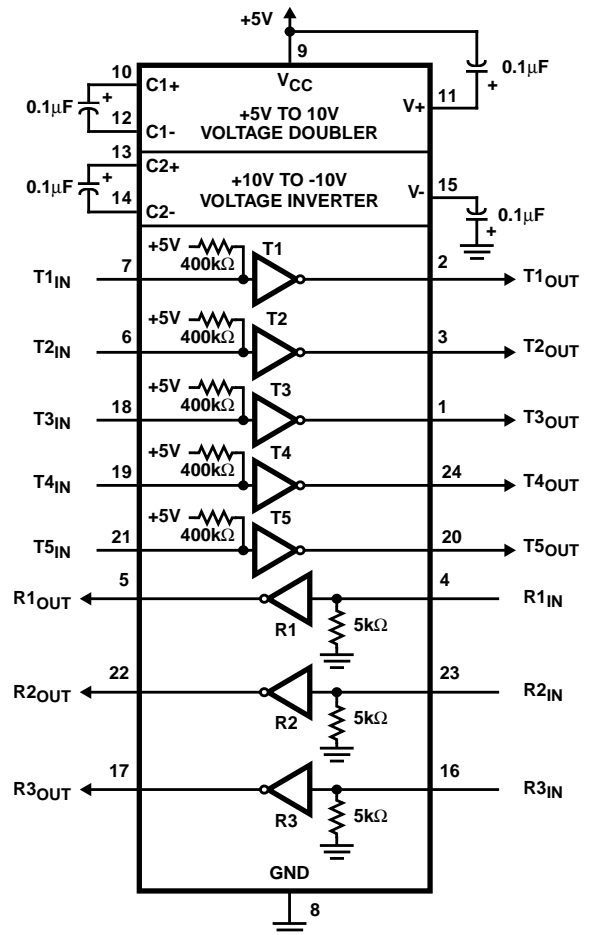 +5V
9
V_CC
10
C1+
0.1μF
+
12
C1-
+5V TO 10V
VOLTAGE DOUBLER
V+
11
0.1μF
+
13
C2+
0.1μF
+
14
C2-
+10V TO -10V
VOLTAGE INVERTER
V-
15
0.1μF
+
+5V
400kΩ
T1
T1IN
7
2
T1OUT
+5V
400kΩ
T2
T2IN
6
3
T2OUT
+5V
400kΩ
T3
T3IN
18
1
T3OUT
+5V
400kΩ
T4
T4IN
19
24
T4OUT
+5V
400kΩ
T5
T5IN
21
20
T5OUT
R1OUT
5
R1
5kΩ
4
R1IN
R2OUT
22
R2
5kΩ
23
R2IN
R3OUT
17
R3
5kΩ
16
R3IN
GND
8